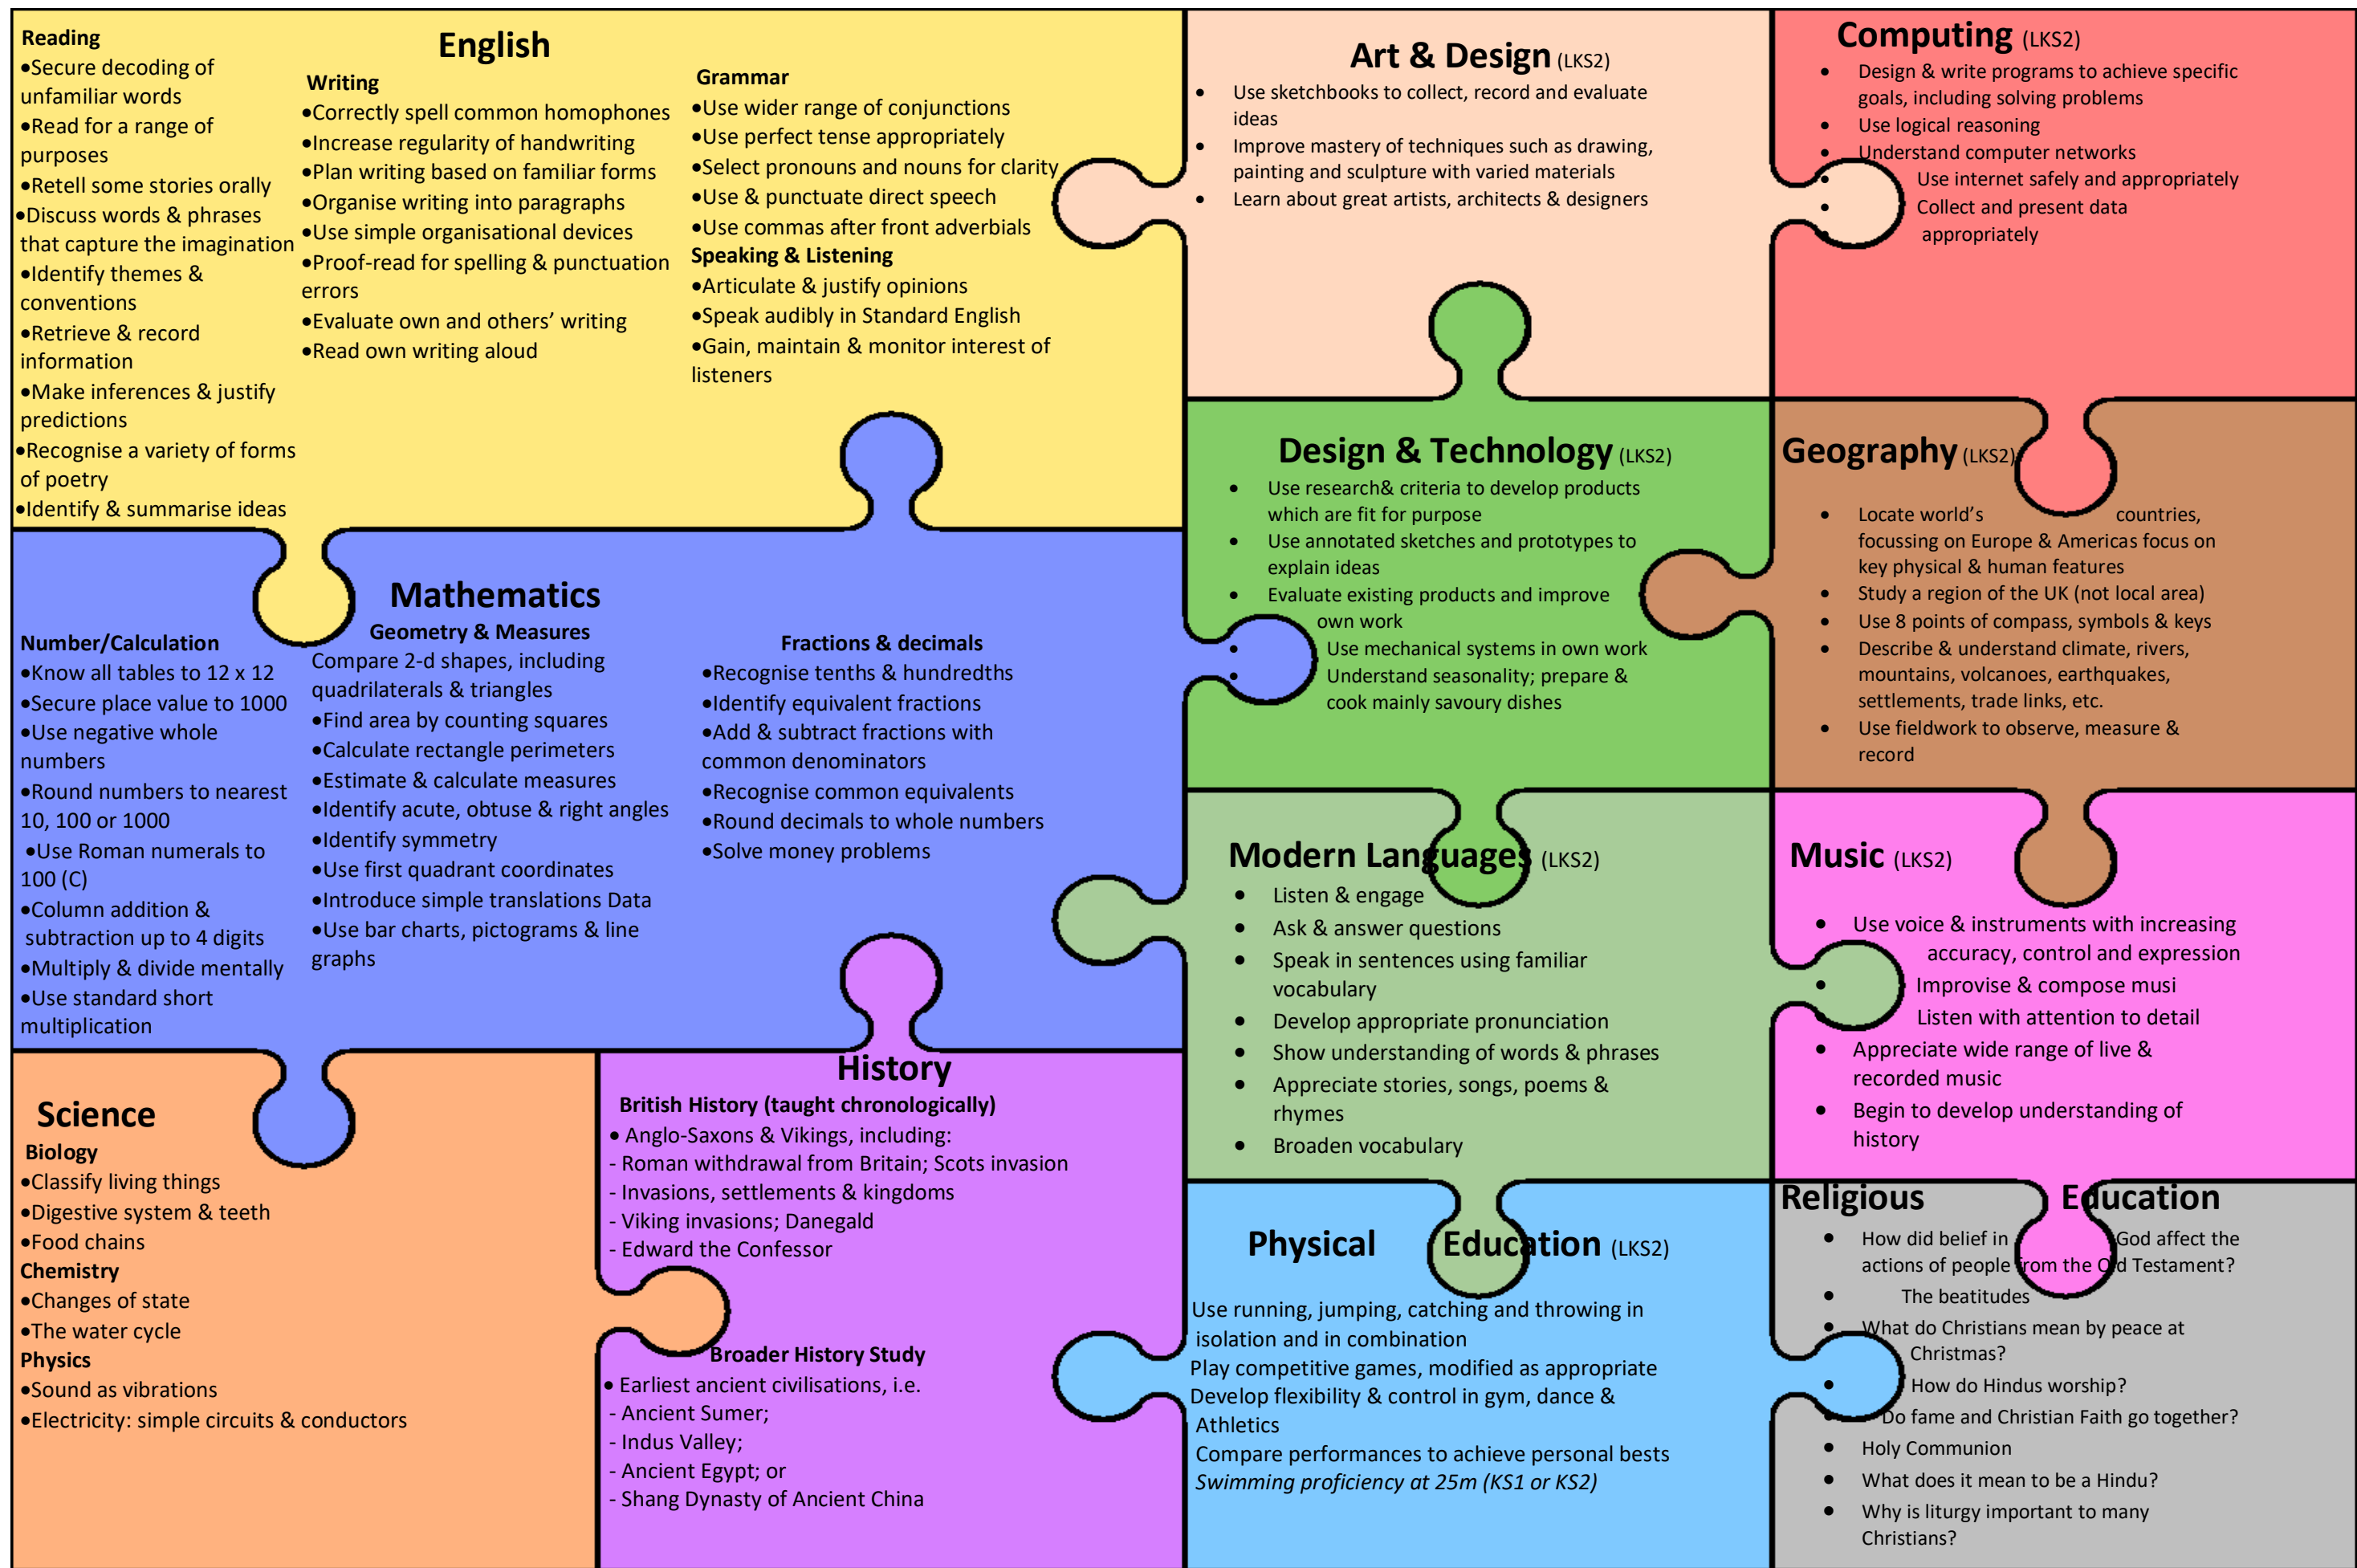 English
Reading
•Secure decoding of
unfamiliar words
•Read for a range of
purposes
•Retell some stories orally
•Discuss words & phrases
that capture the imagination
•Identify themes &
conventions
•Retrieve & record
information
•Make inferences & justify
predictions
•Recognise a variety of forms
of poetry
•Identify & summarise ideas
Writing
•Correctly spell common homophones
•Increase regularity of handwriting
•Plan writing based on familiar forms
•Organise writing into paragraphs
•Use simple organisational devices
•Proof-read for spelling & punctuation
errors
•Evaluate own and others’ writing
•Read own writing aloud
Grammar
•Use wider range of conjunctions
•Use perfect tense appropriately
•Select pronouns and nouns for clarity
•Use & punctuate direct speech
•Use commas after front adverbials
Speaking & Listening
•Articulate & justify opinions
•Speak audibly in Standard English
•Gain, maintain & monitor interest of
listeners
Art & Design (LKS2)
• Use sketchbooks to collect, record and evaluate
ideas
• Improve mastery of techniques such as drawing,
painting and sculpture with varied materials
• Learn about great artists, architects & designers
Computing (LKS2)
• Design & write programs to achieve specific
goals, including solving problems
• Use logical reasoning
• Understand computer networks
• Use internet safely and appropriately
• Collect and present data
• appropriately
Mathematics
Number/Calculation
•Know all tables to 12 x 12
•Secure place value to 1000
•Use negative whole
numbers
•Round numbers to nearest
10, 100 or 1000
•Use Roman numerals to
100 (C)
•Column addition &
subtraction up to 4 digits
•Multiply & divide mentally
•Use standard short
multiplication
Geometry & Measures
Compare 2-d shapes, including
quadrilaterals & triangles
•Find area by counting squares
•Calculate rectangle perimeters
•Estimate & calculate measures
•Identify acute, obtuse & right angles
•Identify symmetry
•Use first quadrant coordinates
•Introduce simple translations Data
•Use bar charts, pictograms & line
graphs
Fractions & decimals
•Recognise tenths & hundredths
•Identify equivalent fractions
•Add & subtract fractions with
common denominators
•Recognise common equivalents
•Round decimals to whole numbers
•Solve money problems
Design & Technology (LKS2)
• Use research& criteria to develop products
which are fit for purpose
• Use annotated sketches and prototypes to
explain ideas
• Evaluate existing products and improve
own work
• Use mechanical systems in own work
• Understand seasonality; prepare &
cook mainly savoury dishes
Geography (LKS2)
• Locate world’s countries,
focussing on Europe & Americas focus on
key physical & human features
• Study a region of the UK (not local area)
• Use 8 points of compass, symbols & keys
• Describe & understand climate, rivers,
mountains, volcanoes, earthquakes,
settlements, trade links, etc.
• Use fieldwork to observe, measure &
record
Modern Languages (LKS2)
• Listen & engage
• Ask & answer questions
• Speak in sentences using familiar
vocabulary
• Develop appropriate pronunciation
• Show understanding of words & phrases
• Appreciate stories, songs, poems &
rhymes
• Broaden vocabulary
Music (LKS2)
• Use voice & instruments with increasing
accuracy, control and expression
• Improvise & compose musi
• Listen with attention to detail
• Appreciate wide range of live &
recorded music
• Begin to develop understanding of
history
Science
Biology
•Classify living things
•Digestive system & teeth
•Food chains
Chemistry
•Changes of state
•The water cycle
Physics
•Sound as vibrations
•Electricity: simple circuits & conductors
History
British History (taught chronologically)
• Anglo-Saxons & Vikings, including:
- Roman withdrawal from Britain; Scots invasion
- Invasions, settlements & kingdoms
- Viking invasions; Danegald
- Edward the Confessor
Broader History Study
• Earliest ancient civilisations, i.e.
- Ancient Sumer;
- Indus Valley;
- Ancient Egypt; or
- Shang Dynasty of Ancient China
Physical Education (LKS2)
Use running, jumping, catching and throwing in
isolation and in combination
Play competitive games, modified as appropriate
Develop flexibility & control in gym, dance &
Athletics
Compare performances to achieve personal bests
Swimming proficiency at 25m (KS1 or KS2)
Religious Education
• How did belief in God affect the
actions of people from the Old Testament?
• The beatitudes
• What do Christians mean by peace at
Christmas?
• How do Hindus worship?
• Do fame and Christian Faith go together?
• Holy Communion
• What does it mean to be a Hindu?
• Why is liturgy important to many
Christians?